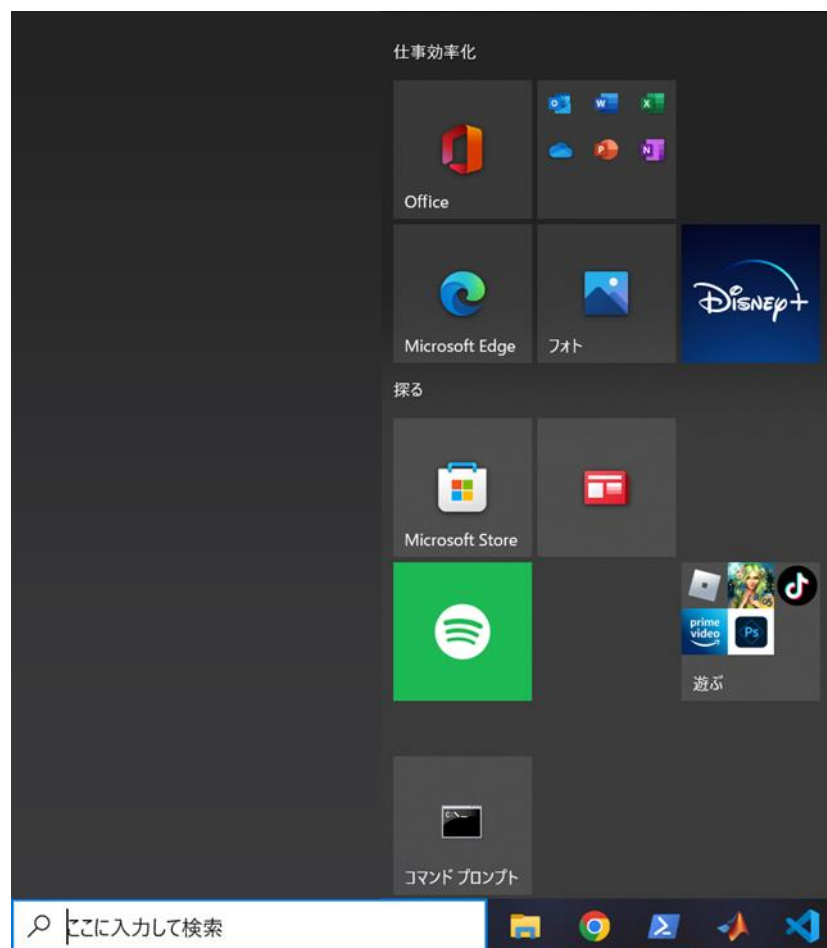 仕事効率化
Office
Microsoft Edge
フォト
Disney+
探る
Microsoft Store
prime
video
Ps
遊ぶ
C:\_
コマンド プロンプト
ここに入力して検索